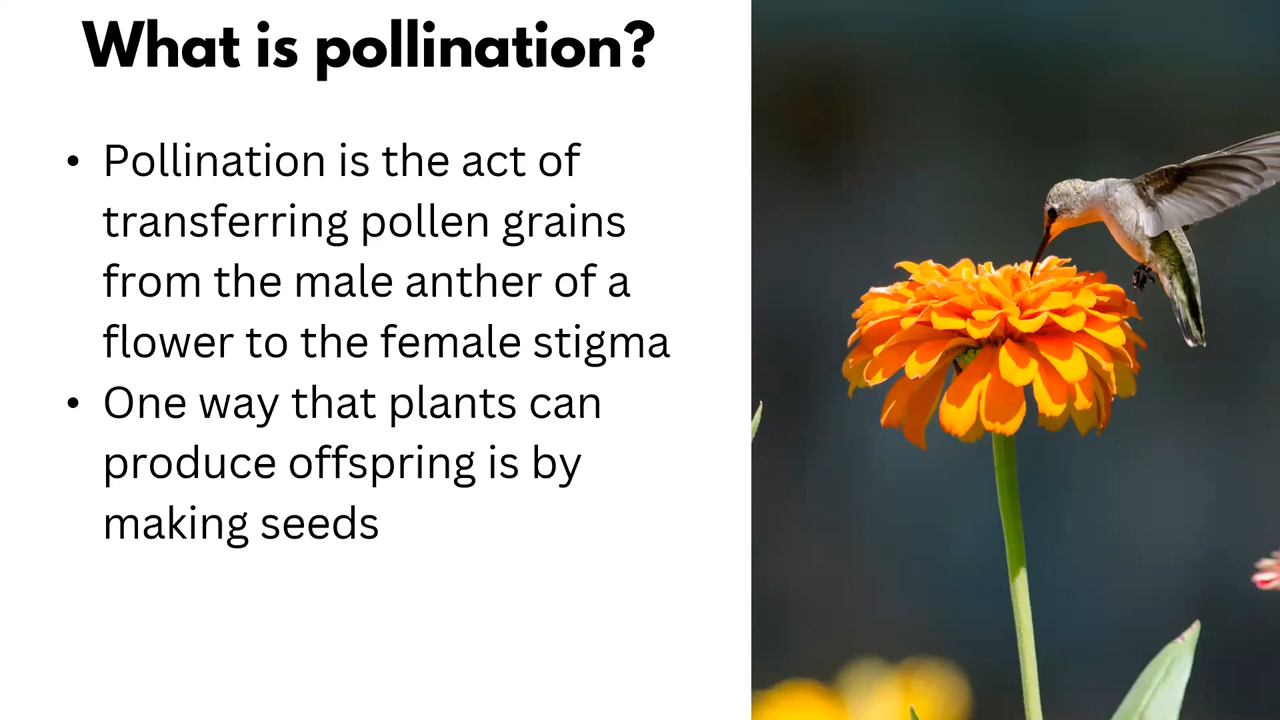 What is pollination?
• Pollination is the act of
transferring pollen grains
from the male anther of a
flower to the female stigma
• One way that plants can
produce offspring is by
making seeds